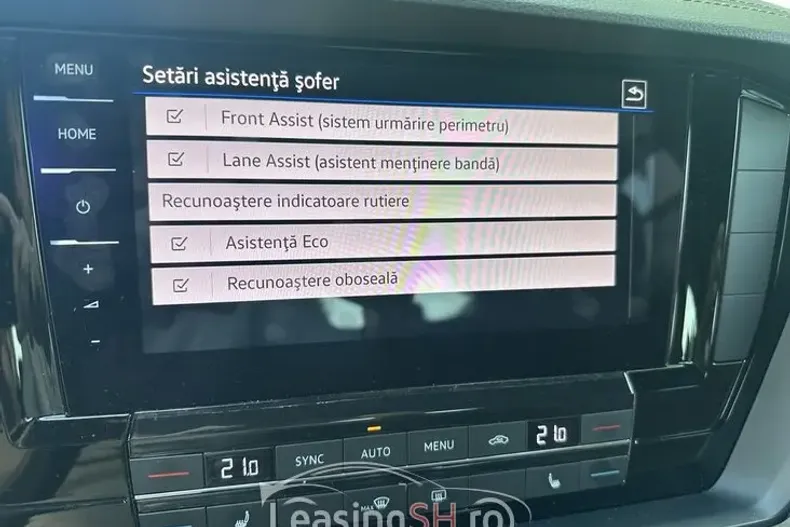 MENU
Setări asistenţă şofer
Front Assist (sistem urmărire perimetru)
HOME
Lane Assist (asistent menţinere bandă)
Recunoaştere indicatoare rutiere
Asistenţă Eco
+
Recunoaştere oboseală
-
21.0
SYNC
AUTO
MENU
21.0
MAX
LeasingSH.ro